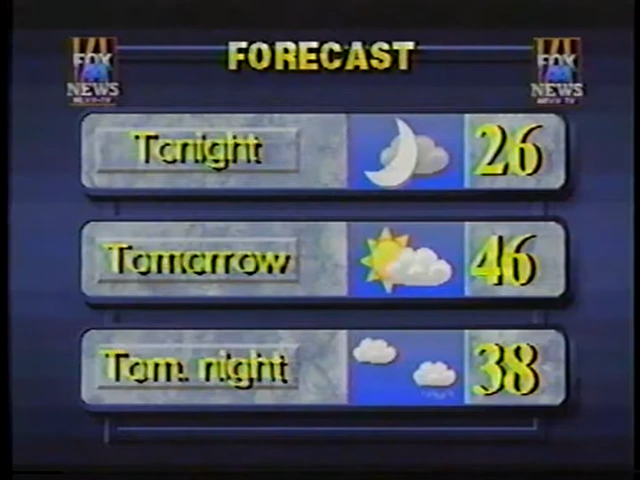 FORECAST
FOX
NEWS
FOX
NEWS
Tonight 26
Tomorrow 46
Tom. night 38